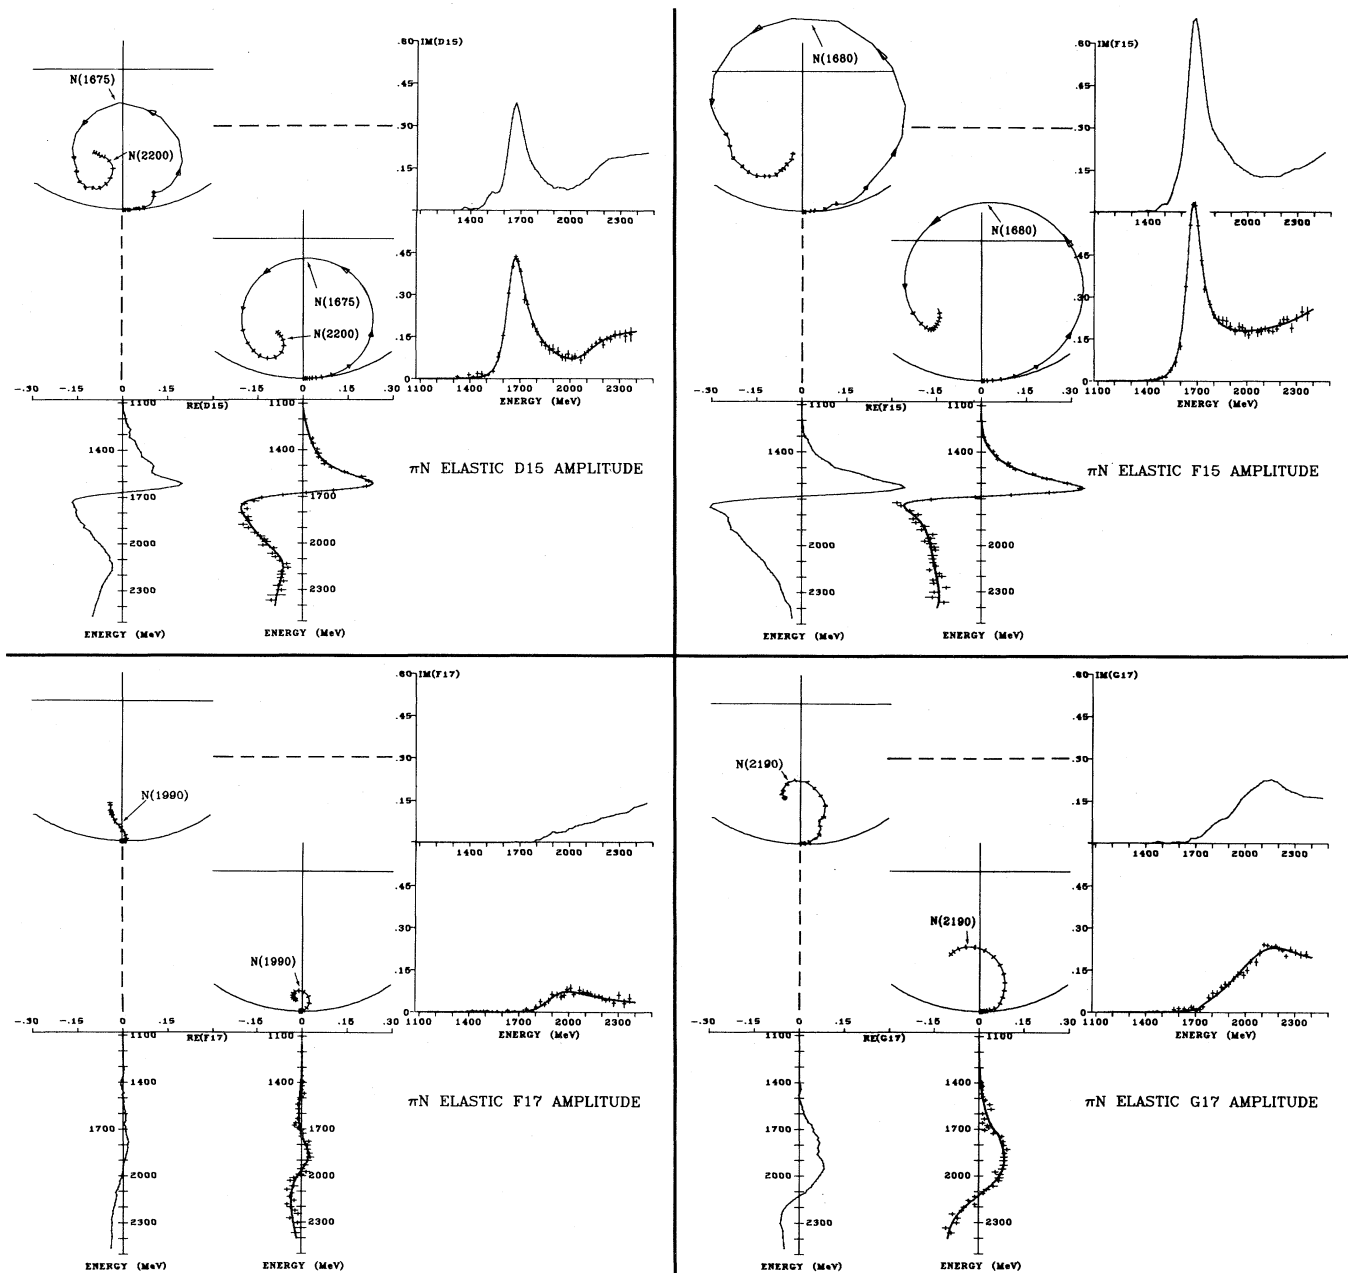 .60 IM(D15)
N(1675)
.45
N(2200)
.30
.15
1400 1700 2000 2300
.45
N(1675)
.30
N(2200)
.15
0
1100 1400 1700 2000 2300
ENERGY (MeV)
-.30 -.15 0 .15 -.30 -.15 0 .15 .30
RE(D15)
1100 1100
1400 1400
1700 1700
2000 2000
2300 2300
ENERGY (MeV) ENERGY (MeV)
πN ELASTIC D15 AMPLITUDE
.60 IM(F15)
N(1680)
.45
.30
.15
1400 2000 2300
N(1680)
.45
.30
.15
0
1100 1400 1700 2000 2300
ENERGY (MeV)
-.30 -.15 0 .15 -.30 -.15 0 .15 .30
RE(F15)
1100 1100
1400 1400
2000 2000
2300 2300
ENERGY (MeV) ENERGY (MeV)
πN ELASTIC F15 AMPLITUDE
.60 IM(F17)
.45
.30
N(1990)
.15
1400 1700 2000 2300
.45
.30
N(1990)
.15
0
1100 1400 1700 2000 2300
ENERGY (MeV)
-.30 -.15 0 .15 -.30 -.15 0 .15 .30
RE(F17)
1100 1100
1400 1400
1700 1700
2000 2000
2300 2300
ENERGY (MeV) ENERGY (MeV)
πN ELASTIC F17 AMPLITUDE
.60 IM(G17)
.45
N(2190)
.30
.15
1400 1700 2000 2300
.45
N(2190)
.30
.15
0
1100 1400 1700 2000 2300
ENERGY (MeV)
-.30 -.15 0 .15 -.30 -.15 0 .15 .30
RE(G17)
1100 1100
1400 1400
1700 1700
2000 2000
2300 2300
ENERGY (MeV) ENERGY (MeV)
πN ELASTIC G17 AMPLITUDE